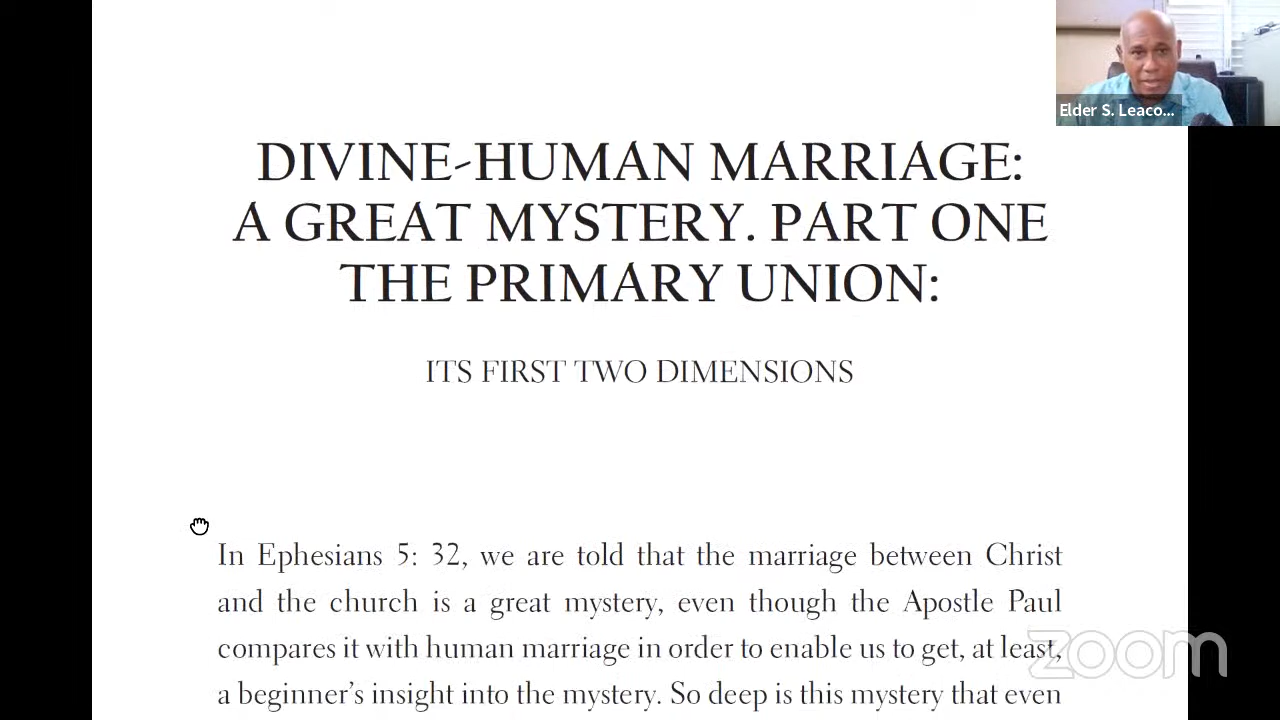 Elder S. Leaco...
DIVINE-HUMAN MARRIAGE:
A GREAT MYSTERY. PART ONE
THE PRIMARY UNION:
ITS FIRST TWO DIMENSIONS
In Ephesians 5: 32, we are told that the marriage between Christ
and the church is a great mystery, even though the Apostle Paul
compares it with human marriage in order to enable us to get, at least,
a beginner’s insight into the mystery. So deep is this mystery that even
zoom